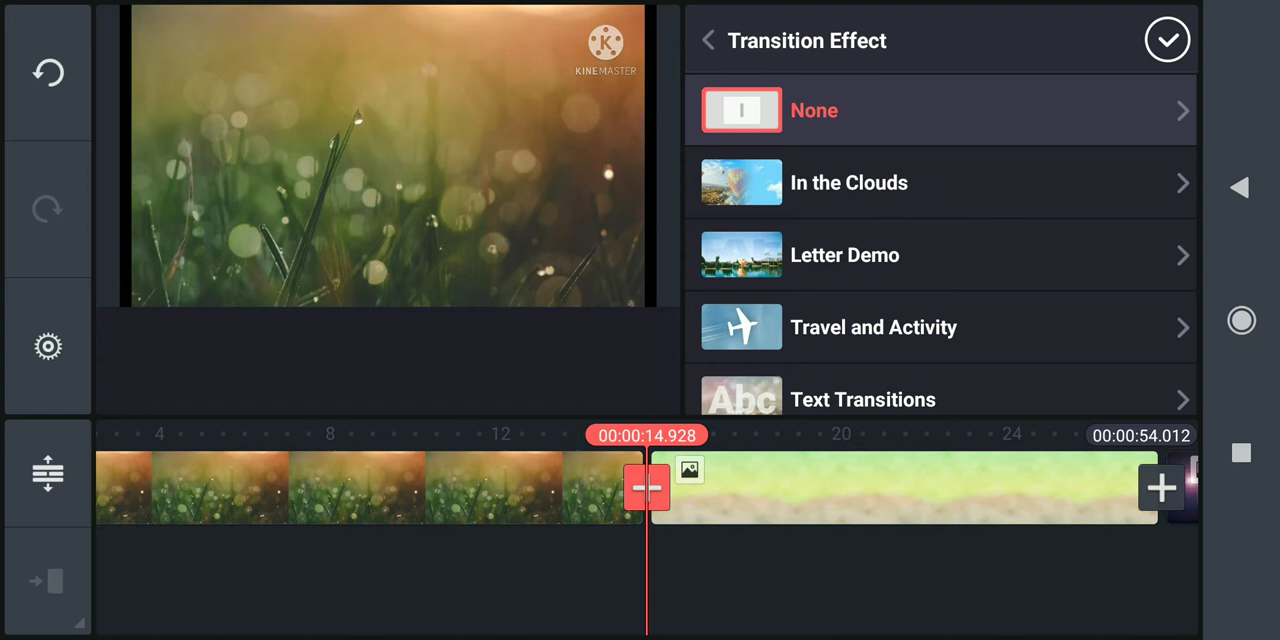 K
KINEMASTER
Transition Effect
None
In the Clouds
Letter Demo
Travel and Activity
Abc
Text Transitions
4
8
12
00:00:14.928
20
24
00:00:54.012